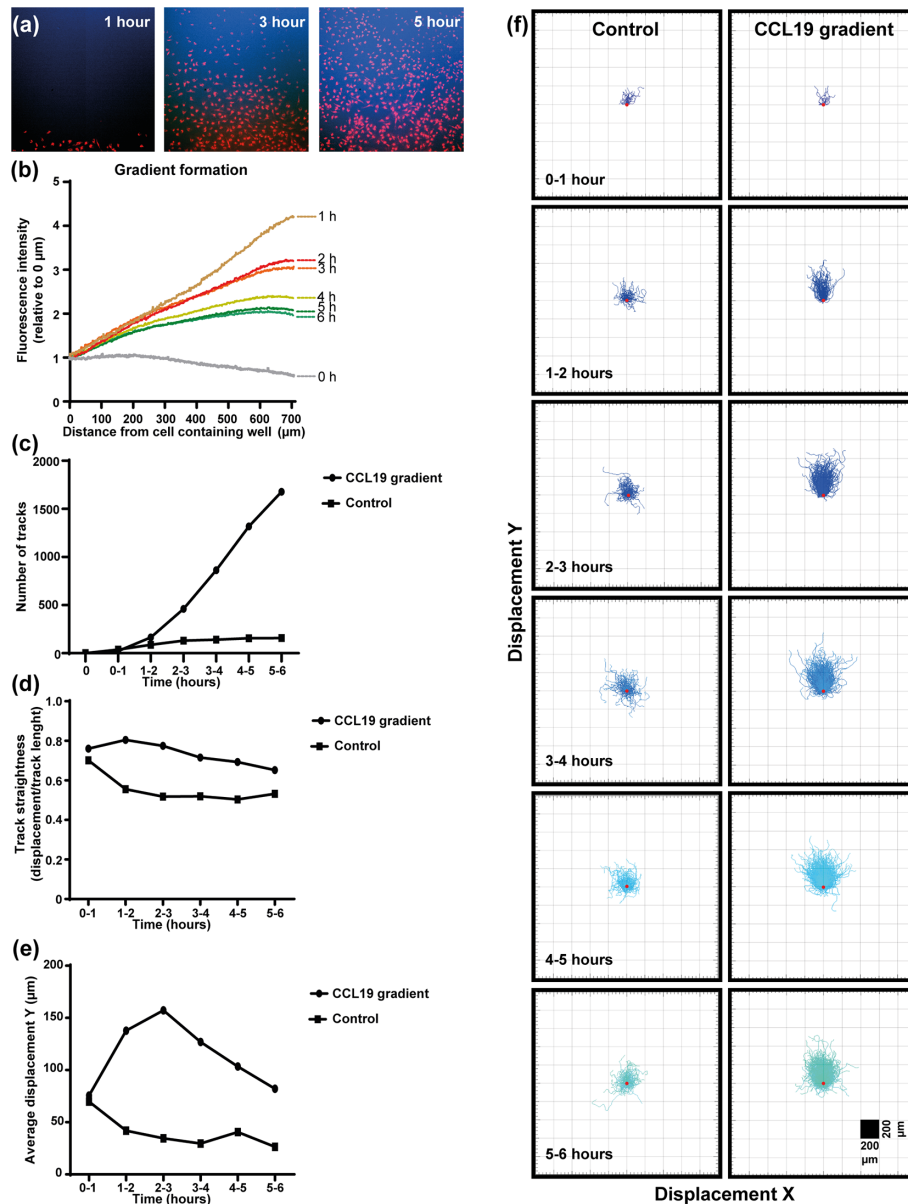 (a)
1 hour
3 hour
5 hour
(b)
Gradient formation
Fluorescence intensity
(relative to 0 µm)
5
4
3
2
1
0
1 h
2 h
3 h
4 h
5 h
6 h
0 h
0 100 200 300 400 500 600 700
Distance from cell containing well (µm)
(c)
Number of tracks
2000
1500
1000
500
0
CCL19 gradient
Control
0 0-1 1-2 2-3 3-4 4-5 5-6
Time (hours)
(d)
Track straightness
(displacement/track lenght)
1.0
0.8
0.6
0.4
0.2
0
CCL19 gradient
Control
0-1 1-2 2-3 3-4 4-5 5-6
Time (hours)
(e)
Average displacement Y (µm)
200
150
100
50
0
CCL19 gradient
Control
0-1 1-2 2-3 3-4 4-5 5-6
Time (hours)
(f)
Control
CCL19 gradient
Displacement Y
0-1 hour
1-2 hours
2-3 hours
3-4 hours
4-5 hours
5-6 hours
200
µm
200
µm
Displacement X